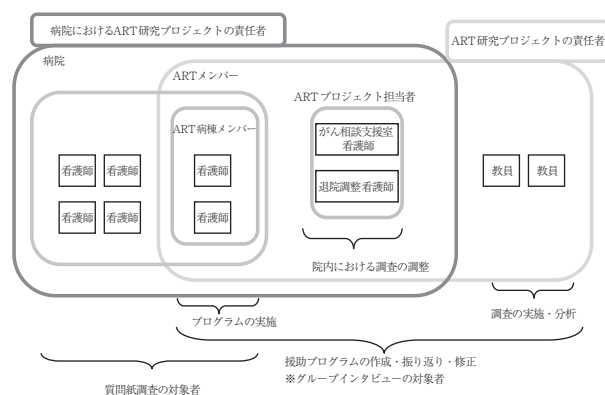 病院におけるART研究プロジェクトの責任者
ART研究プロジェクトの責任者
病院
ARTメンバー
ARTプロジェクト担当者
ART病棟メンバー
がん相談支援室
看護師
看護師
看護師
看護師
退院調整看護師
教員
教員
看護師
看護師
看護師
院内における調査の調整
調査の実施・分析
プログラムの実施
援助プログラムの作成・振り返り・修正
※グループインタビューの対象者
質問紙調査の対象者